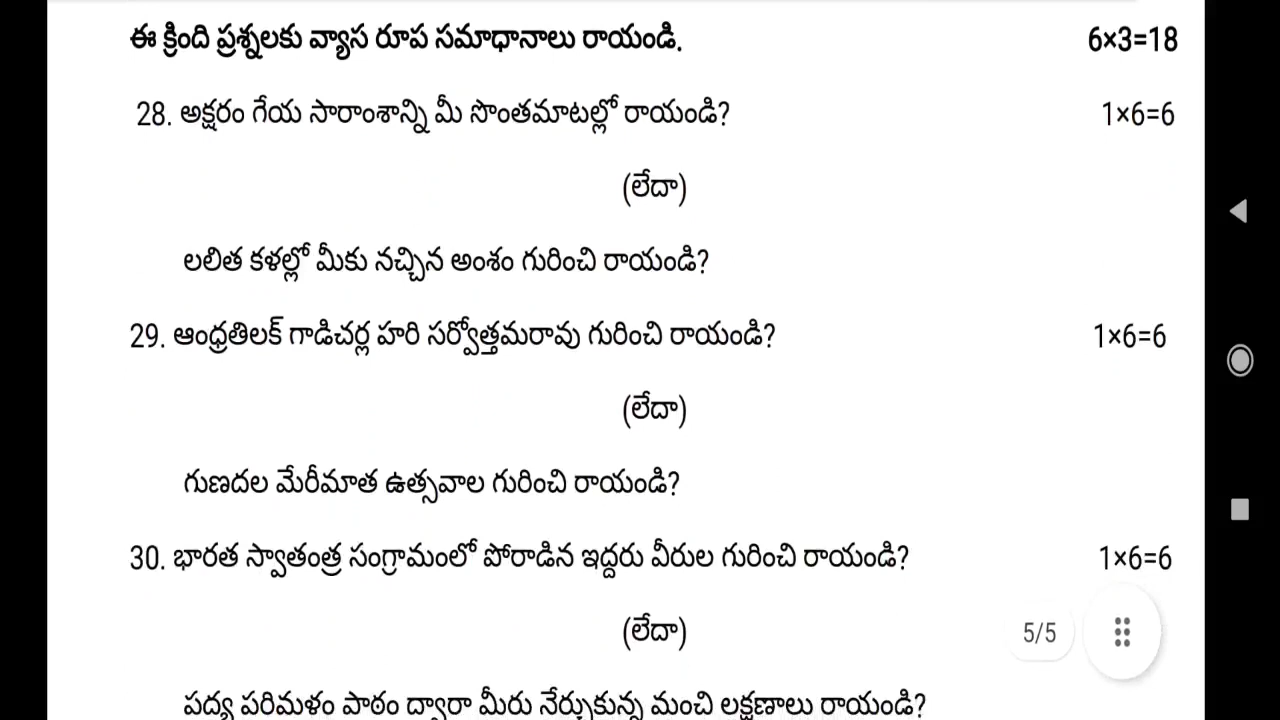 ఈ క్రింది ప్రశ్నలకు వ్యాస రూప సమాధానాలు రాయండి. 6×3=18
28. అక్షరం గేయ సారాంశాన్ని మీ సొంతమాటల్లో రాయండి? 1×6=6
(లేదా)
లలిత కళల్లో మీకు నచ్చిన అంశం గురించి రాయండి?
29. ఆంధ్రతిలక్ గాడిచర్ల హరి సర్వోత్తమరావు గురించి రాయండి? 1×6=6
(లేదా)
గుణదల మేరీమాత ఉత్సవాల గురించి రాయండి?
30. భారత స్వాతంత్ర సంగ్రామంలో పోరాడిన ఇద్దరు వీరుల గురించి రాయండి? 1×6=6
(లేదా)
5/5
పద్య పరిమళం పాఠం ద్వారా మీరు నేర్చుకున్న మంచి లక్షణాలు రాయండి?